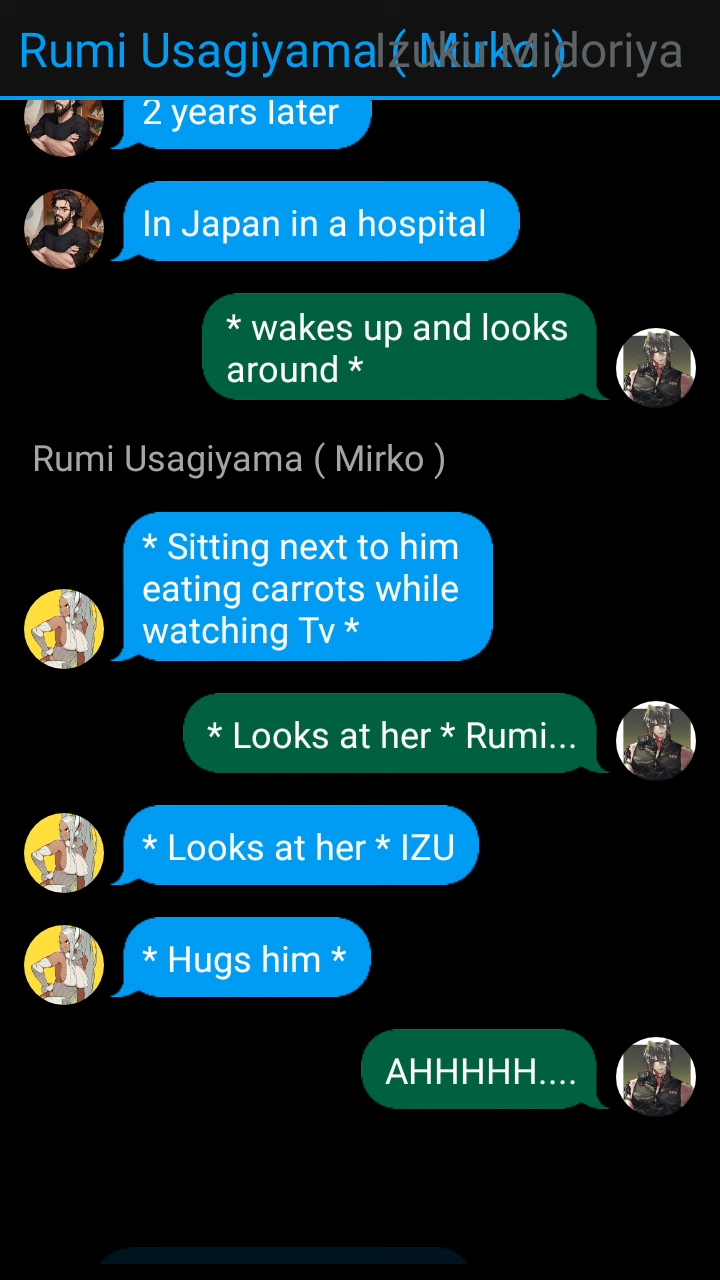 Rumi Usagiyama ( Mirko )
Izuku Midoriya
2 years later
In Japan in a hospital
* wakes up and looks
around *
Rumi Usagiyama ( Mirko )
* Sitting next to him
eating carrots while
watching Tv *
* Looks at her * Rumi...
* Looks at her * IZU
* Hugs him *
AHHHHH....